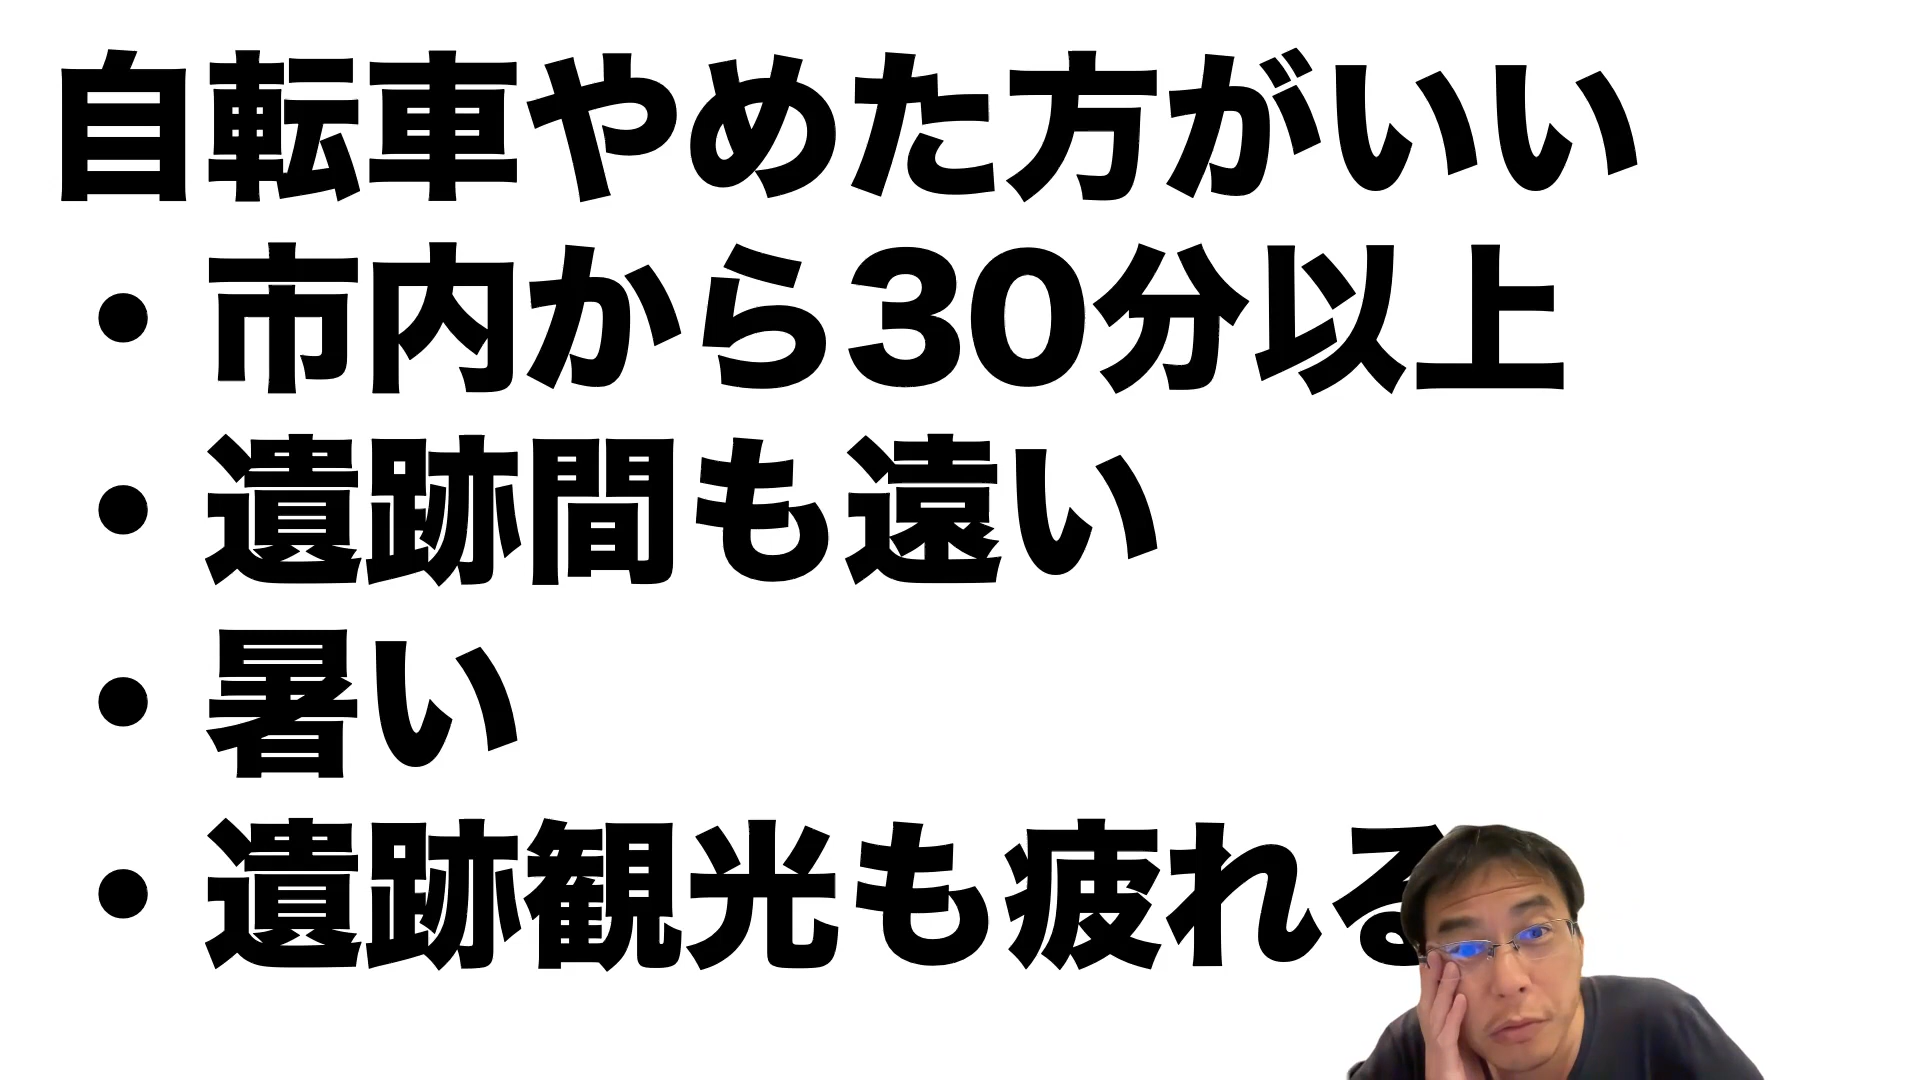 自転車やめた方がいい
・市内から30分以上
・遺跡間も遠い
・暑い
・遺跡観光も疲れる